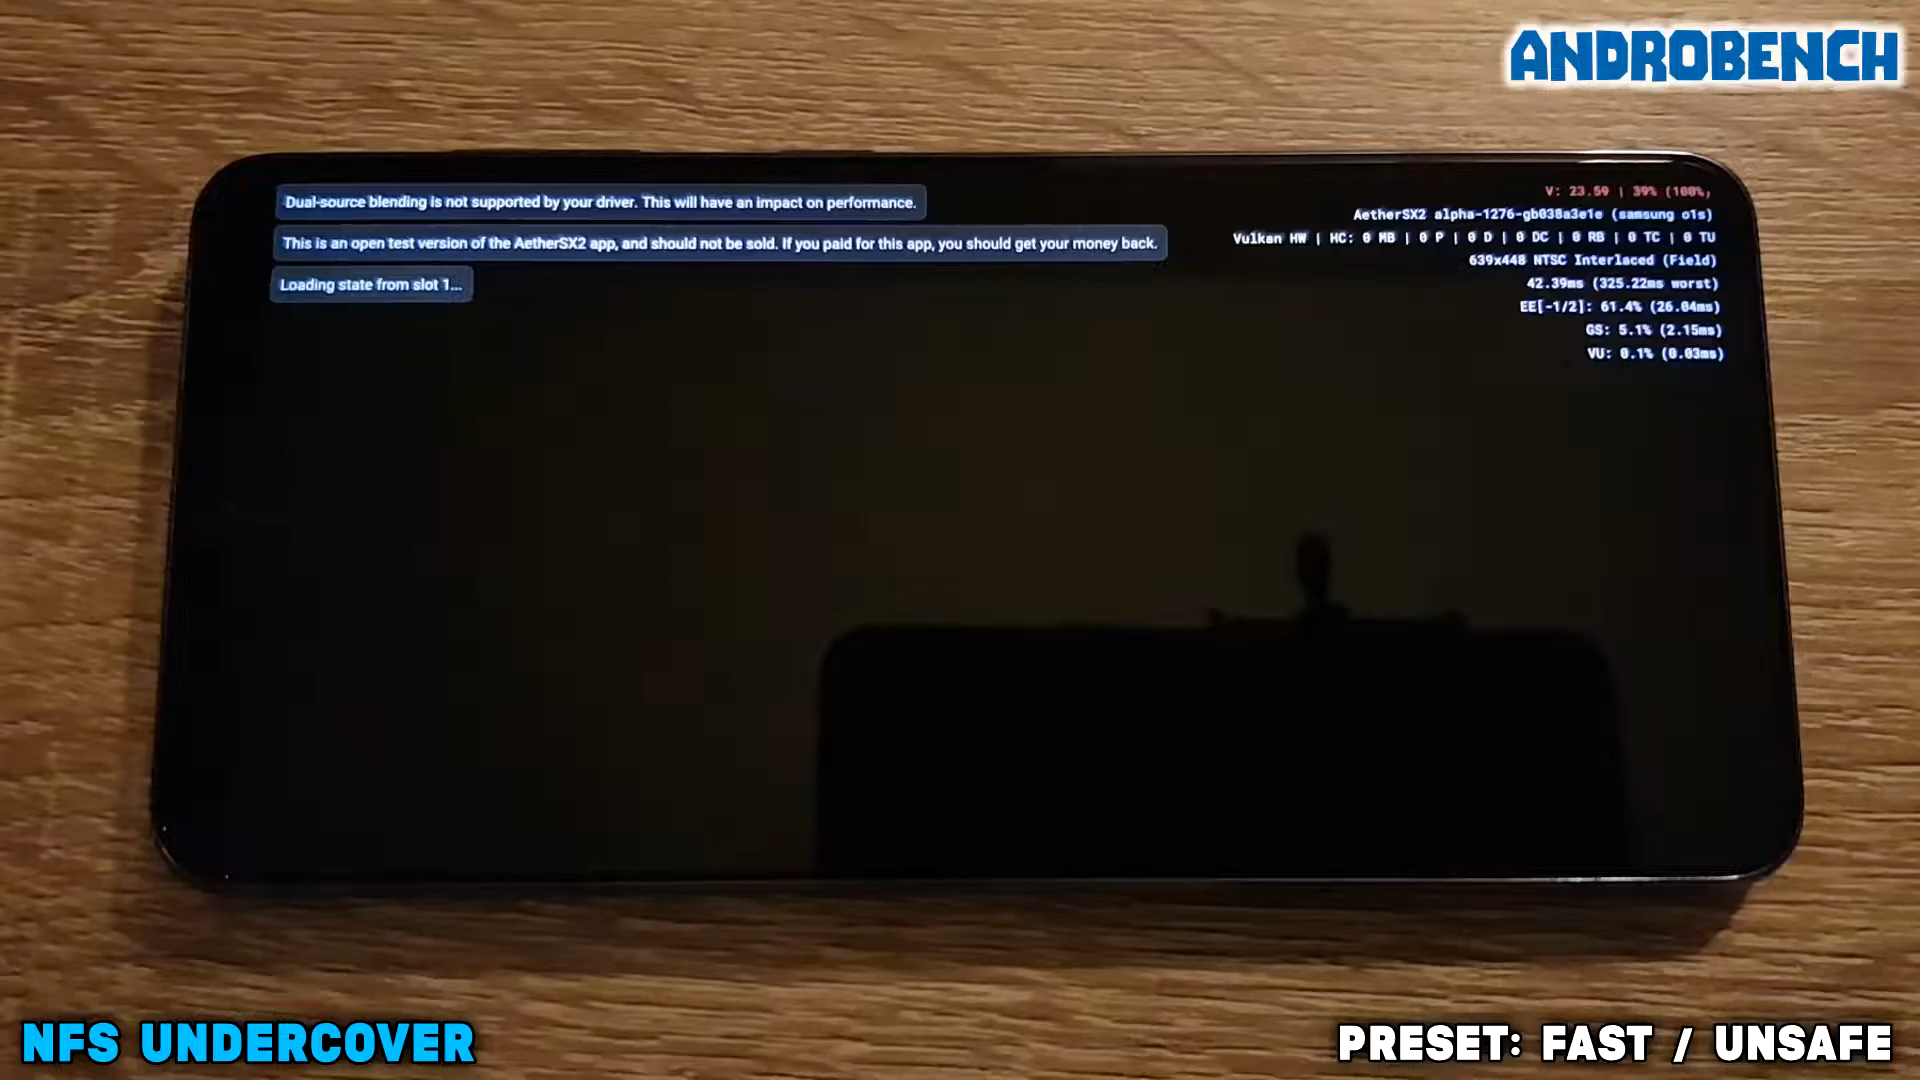 ANDROBENCH
Dual-source blending is not supported by your driver. This will have an impact on performance.
This is an open test version of the AetherSX2 app, and should not be sold. If you paid for this app, you should get your money back.
Loading state from slot 1...
V: 23.59 | 39% (100%)
AetherSX2 alpha-1276-gb038a3e1e (samsung o1s)
Vulkan HW | HC: 0 MB | 0 P | 0 D | 0 DC | 0 RB | 0 TC | 0 TU
639x448 NTSC Interlaced (Field)
42.39ms (325.22ms worst)
EE[-1/2]: 61.4% (26.04ms)
GS: 5.1% (2.15ms)
VU: 0.1% (0.03ms)
NFS UNDERCOVER
PRESET: FAST / UNSAFE